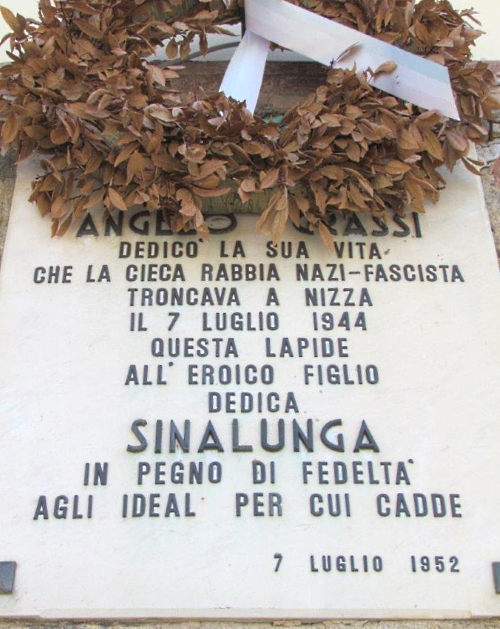 ANGELO GRASSI
DEDICO' LA SUA VITA
CHE LA CIECA RABBIA NAZI-FASCISTA
TRONCAVA A NIZZA
IL 7 LUGLIO 1944
QUESTA LAPIDE
ALL' EROICO FIGLIO
DEDICA
SINALUNGA
IN PEGNO DI FEDELTA'
AGLI IDEAL' PER CUI CADDE
7 LUGLIO 1952